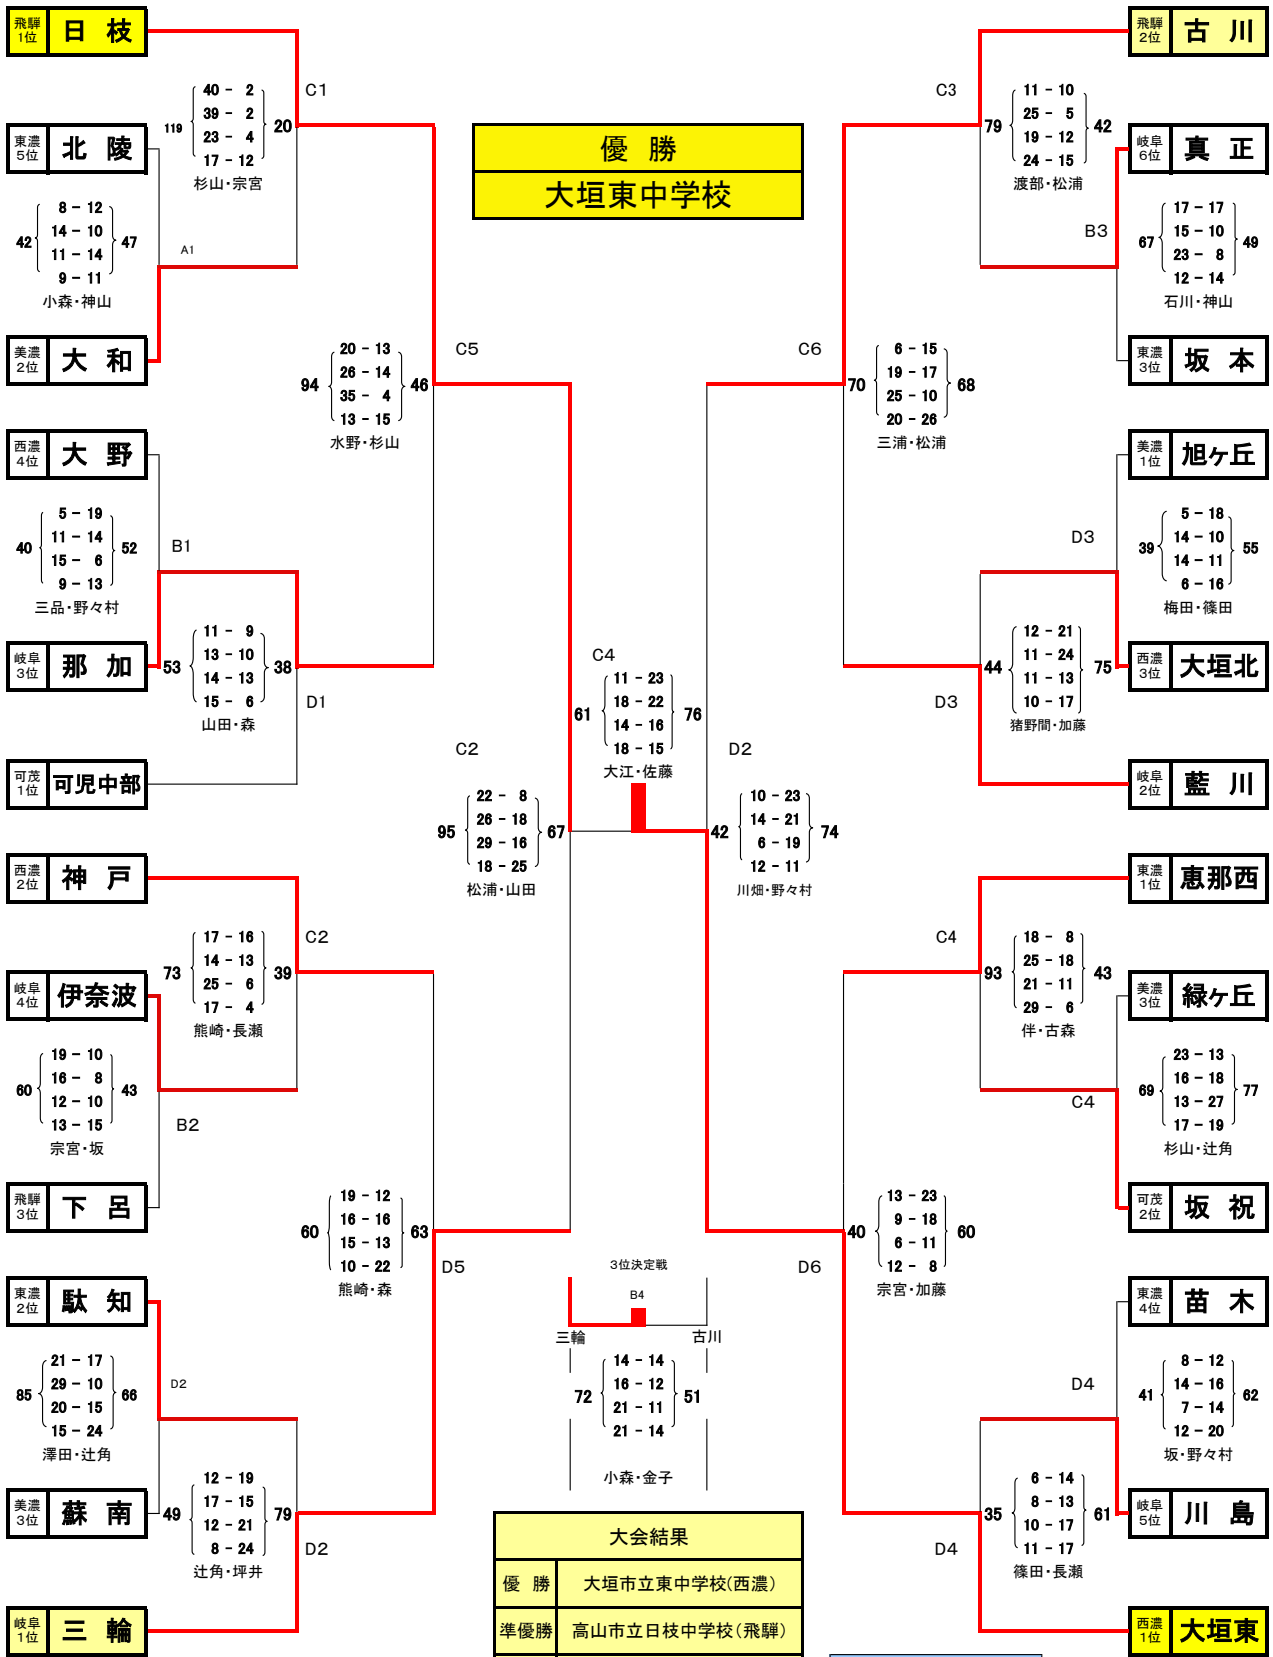 飛騨
1位
日 枝
C1
40 - 2
39 - 2
23 - 4
17 - 12
119
20
杉山・宗宮
東濃
5位
北 陵
8 - 12
14 - 10
11 - 14
9 - 11
42
47
小森・神山
A1
美濃
2位
大 和
20 - 13
26 - 14
35 - 4
13 - 15
94
46
水野・杉山
C5
西濃
4位
大 野
5 - 19
11 - 14
15 - 6
9 - 13
40
52
三品・野々村
B1
岐阜
3位
那 加
11 - 9
13 - 10
14 - 13
15 - 6
53
38
山田・森
D1
可茂
1位
可児中部
C2
22 - 8
26 - 18
29 - 16
18 - 25
95
67
松浦・山田
西濃
2位
神 戸
17 - 16
14 - 13
25 - 6
17 - 4
73
39
熊崎・長瀬
C2
岐阜
4位
伊奈波
19 - 10
16 - 8
12 - 10
13 - 15
60
43
宗宮・坂
B2
飛騨
3位
下 呂
19 - 12
16 - 16
15 - 13
10 - 22
60
63
熊崎・森
D5
東濃
2位
駄 知
21 - 17
29 - 10
20 - 15
15 - 24
85
66
澤田・辻角
D2
美濃
3位
蘇 南
12 - 19
17 - 15
12 - 21
8 - 24
49
79
辻角・坪井
D2
岐阜
1位
三 輪
優 勝
大垣東中学校
C4
11 - 23
18 - 22
14 - 16
18 - 15
61
76
大江・佐藤
3位決定戦
B4
三輪
古川
14 - 14
16 - 12
21 - 11
21 - 14
72
51
小森・金子
大会結果
優 勝
大垣市立東中学校(西濃)
準優勝
高山市立日枝中学校(飛騨)
飛騨
2位
古 川
C3
11 - 10
25 - 5
19 - 12
24 - 15
79
42
渡部・松浦
岐阜
6位
真 正
B3
17 - 17
15 - 10
23 - 8
12 - 14
67
49
石川・神山
東濃
3位
坂 本
C6
6 - 15
19 - 17
25 - 10
20 - 26
70
68
三浦・松浦
美濃
1位
旭ヶ丘
D3
5 - 18
14 - 10
14 - 11
6 - 16
39
55
梅田・篠田
西濃
3位
大垣北
12 - 21
11 - 24
11 - 13
10 - 17
44
75
猪野間・加藤
D3
岐阜
2位
藍 川
D2
10 - 23
14 - 21
6 - 19
12 - 11
42
74
川畑・野々村
東濃
1位
恵那西
C4
18 - 8
25 - 18
21 - 11
29 - 6
93
43
伴・古森
美濃
3位
緑ヶ丘
23 - 13
16 - 18
13 - 27
17 - 19
69
77
杉山・辻角
C4
可茂
2位
坂 祝
13 - 23
9 - 18
6 - 11
12 - 8
40
60
宗宮・加藤
D6
東濃
4位
苗 木
D4
8 - 12
14 - 16
7 - 14
12 - 20
41
62
坂・野々村
岐阜
5位
川 島
6 - 14
8 - 13
10 - 17
11 - 17
35
61
篠田・長瀬
D4
西濃
1位
大垣東